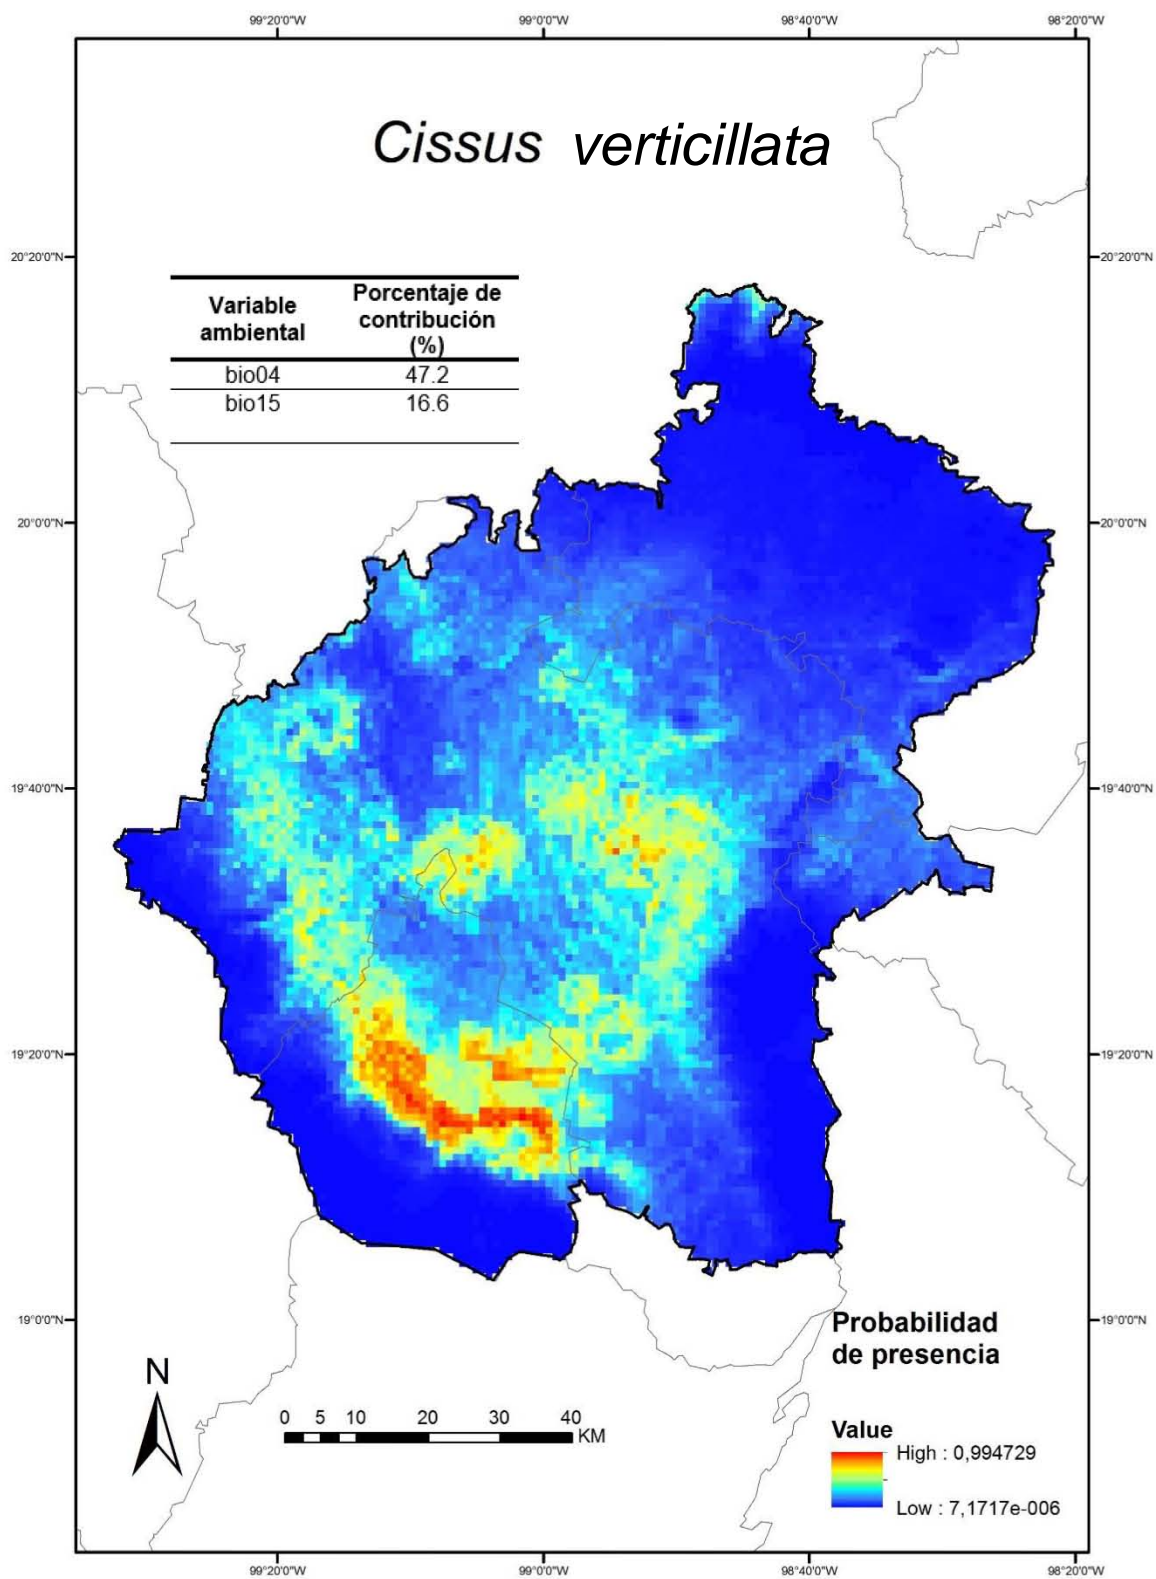 99°20'0"W 99°0'0"W 98°40'0"W 98°20'0"W
Cissus verticillata
20°20'0"N 20°20'0"N
Variable ambiental
Porcentaje de contribución (%)
bio04 47.2
bio15 16.6
20°0'0"N 20°0'0"N
19°40'0"N 19°40'0"N
19°20'0"N 19°20'0"N
19°0'0"N 19°0'0"N
Probabilidad
de presencia
N
0 5 10 20 30 40
KM
Value
High : 0,994729
Low : 7,1717e-006
99°20'0"W 99°0'0"W 98°40'0"W 98°20'0"W